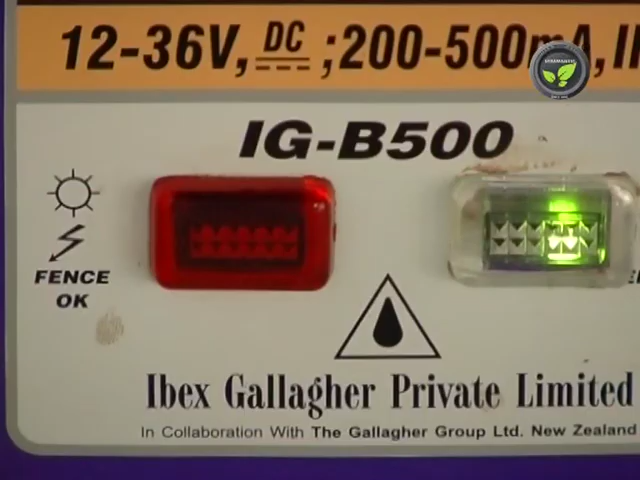 12-36V, DC ;200-500mA,
IG-B500
FENCE
OK
Ibex Gallagher Private Limited
In Collaboration With The Gallagher Group Ltd. New Zealand